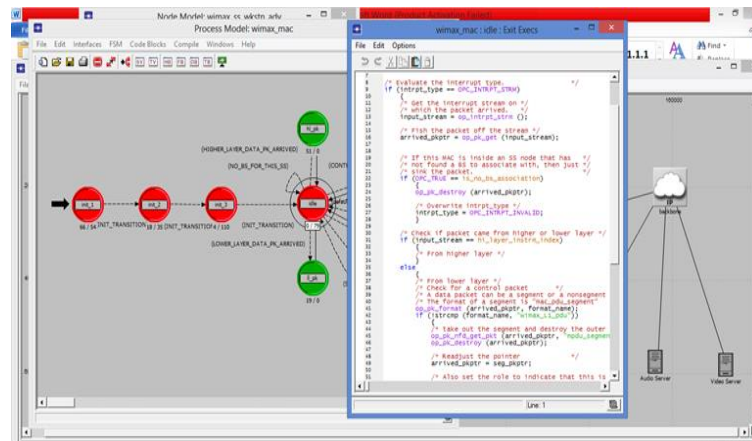 Node Model: wimax_ss_wkstn_adv
Process Model: wimax_mac
File Edit Interfaces FSM Code Blocks Compile Windows Help
(HIGHER_LAYER_DATA_PK_ARRIVED)
(NO_BS_FOR_THIS_SS)
init_1
init_2
init_3
idle
(INIT_TRANSITION)
(LOWER_LAYER_DATA_PK_ARRIVED)
wimax_mac : idle : Exit Execs
File Edit Options
/* Evaluate the interrupt type. */
if (intrpt_type == OPC_INTRPT_STRM)
{
/* Get the interrupt stream on */
/* which the packet arrived. */
input_stream = op_intrpt_strm ();
/* Fish the packet off the stream */
arrived_pkptr = op_pk_get (input_stream);
/* If this MAC is inside an SS node that has */
/* not found a BS to associate with, then just */
/* sink the packet. */
if (OPC_TRUE == is_no_bs_association)
{
op_pk_destroy (arrived_pkptr);
/* Overwrite intrpt_type */
intrpt_type = OPC_INTRPT_INVALID;
}
/* Check if packet came from higher or lower layer */
if (input_stream == hi_layer_instrm_index)
{
/* From higher layer */
}
else
{
/* From lower layer */
/* Check for a control packet */
/* A data packet can be a segment or a nonsegment
/* The format of a segment is "mac_pdu_segment"
op_pk_format (arrived_pkptr, format_name);
if (!strcmp (format_name, "wimax_ss_pdu"))
{
/* take out the segment and destroy the outer
op_pk_nfd_get_pkt (arrived_pkptr, "mpdu_segmen
op_pk_destroy (arrived_pkptr);
/* Readjust the pointer */
arrived_pkptr = seg_pkptr;
/* Also set the role to indicate that this is
Line: 1
Find
IP
backbone
Audio Server
Video Server